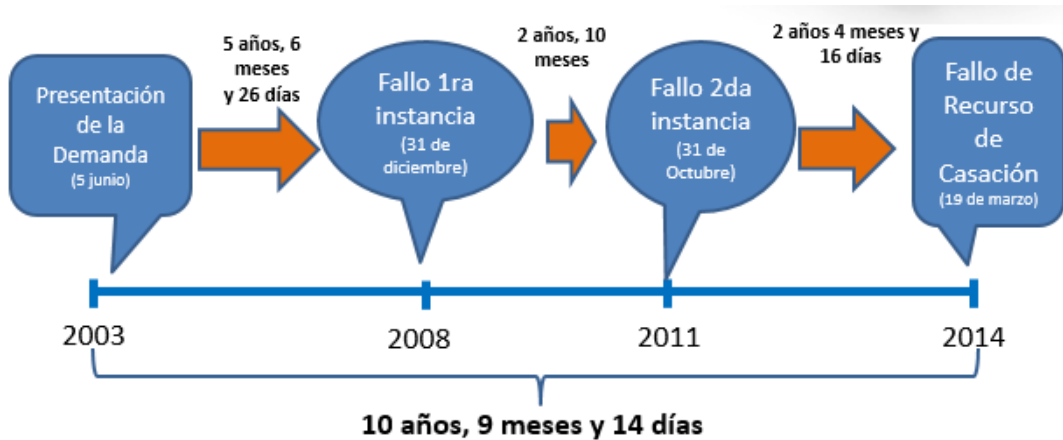 Presentación
de la
Demanda
(5 junio)
5 años, 6
meses
y 26 días
Fallo 1ra
instancia
(31 de
diciembre)
2 años, 10
meses
Fallo 2da
instancia
(31 de
Octubre)
2 años 4 meses y
16 días
Fallo de
Recurso
de
Casación
(19 de marzo)
2003
2008
2011
2014
10 años, 9 meses y 14 días